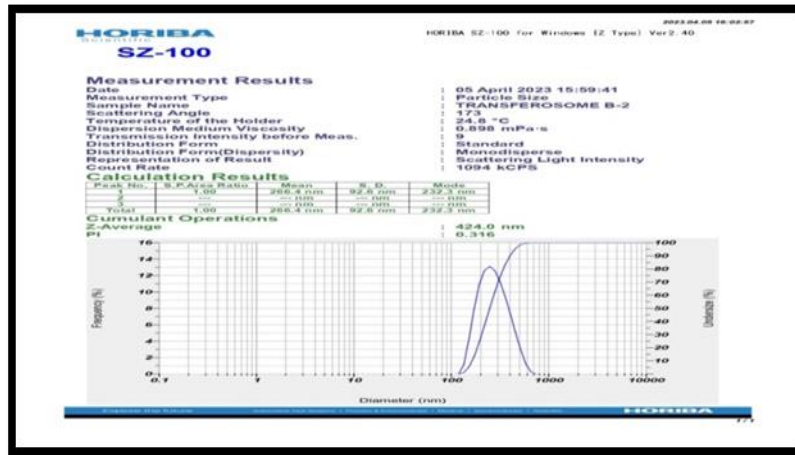 2023.04.05 16:02:57
HORIBA
Scientific
HORIBA SZ-100 for Windows [Z Type] Ver2.40
SZ-100
Measurement Results
Date : 05 April 2023 15:59:41
Measurement Type : Particle Size
Sample Name : TRANSFEROSOME B-2
Scattering Angle : 173
Temperature of the Holder : 24.8 °C
Dispersion Medium Viscosity : 0.898 mPa·s
Transmission Intensity before Meas. : 9
Distribution Form : Standard
Distribution Form(Dispersity) : Monodisperse
Representation of Result : Scattering Light Intensity
Count Rate : 1094 kCPS
Calculation Results
Peak No. S.P.Area Ratio Mean S. D. Mode
1 1.00 266.4 nm 92.6 nm 232.3 nm
2 --- --- nm --- nm --- nm
3 --- --- nm --- nm --- nm
Total 1.00 266.4 nm 92.6 nm 232.3 nm
Cumulant Operations
Z-Average : 424.0 nm
PI : 0.316
16 100
14 90
12 80
10 70
8 60
6 50
4 40
2 30
0 20
10
Frequency (%)
Undersize (%)
0.1 1 10 100 1000 10000
Diameter (nm)
Explore the future
HORIBA
1 / 1